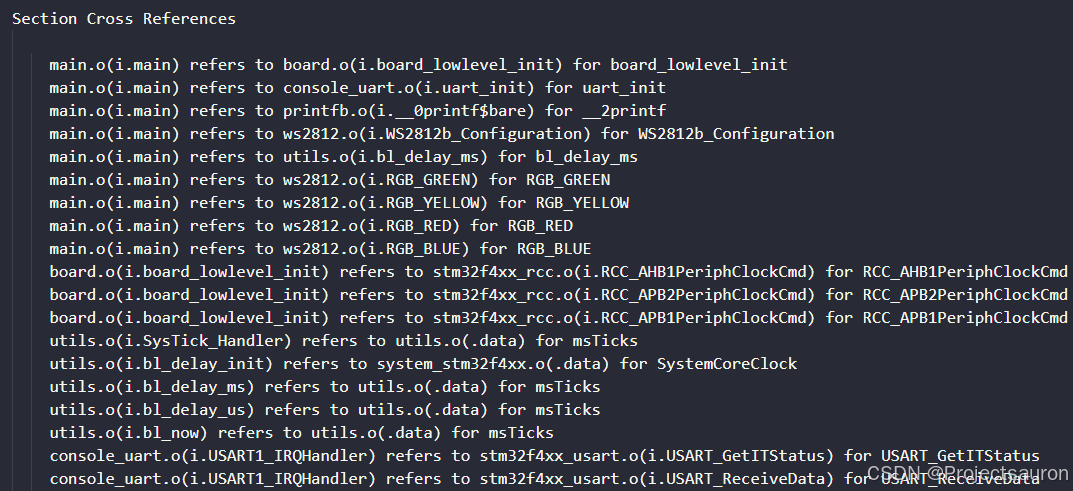 Section Cross References
main.o(i.main) refers to board.o(i.board_lowlevel_init) for board_lowlevel_init
main.o(i.main) refers to console_uart.o(i.uart_init) for uart_init
main.o(i.main) refers to printfb.o(i.__0printf$bare) for __2printf
main.o(i.main) refers to ws2812.o(i.WS2812b_Configuration) for WS2812b_Configuration
main.o(i.main) refers to utils.o(i.bl_delay_ms) for bl_delay_ms
main.o(i.main) refers to ws2812.o(i.RGB_GREEN) for RGB_GREEN
main.o(i.main) refers to ws2812.o(i.RGB_YELLOW) for RGB_YELLOW
main.o(i.main) refers to ws2812.o(i.RGB_RED) for RGB_RED
main.o(i.main) refers to ws2812.o(i.RGB_BLUE) for RGB_BLUE
board.o(i.board_lowlevel_init) refers to stm32f4xx_rcc.o(i.RCC_AHB1PeriphClockCmd) for RCC_AHB1PeriphClockCmd
board.o(i.board_lowlevel_init) refers to stm32f4xx_rcc.o(i.RCC_APB2PeriphClockCmd) for RCC_APB2PeriphClockCmd
board.o(i.board_lowlevel_init) refers to stm32f4xx_rcc.o(i.RCC_APB1PeriphClockCmd) for RCC_APB1PeriphClockCmd
utils.o(i.SysTick_Handler) refers to utils.o(.data) for msTicks
utils.o(i.bl_delay_init) refers to system_stm32f4xx.o(.data) for SystemCoreClock
utils.o(i.bl_delay_ms) refers to utils.o(.data) for msTicks
utils.o(i.bl_delay_us) refers to utils.o(.data) for msTicks
utils.o(i.bl_now) refers to utils.o(.data) for msTicks
console_uart.o(i.USART1_IRQHandler) refers to stm32f4xx_usart.o(i.USART_GetITStatus) for USART_GetITStatus
console_uart.o(i.USART1_IRQHandler) refers to stm32f4xx_usart.o(i.USART_ReceiveData) for USART_ReceiveData
CSDN @Projectsauron